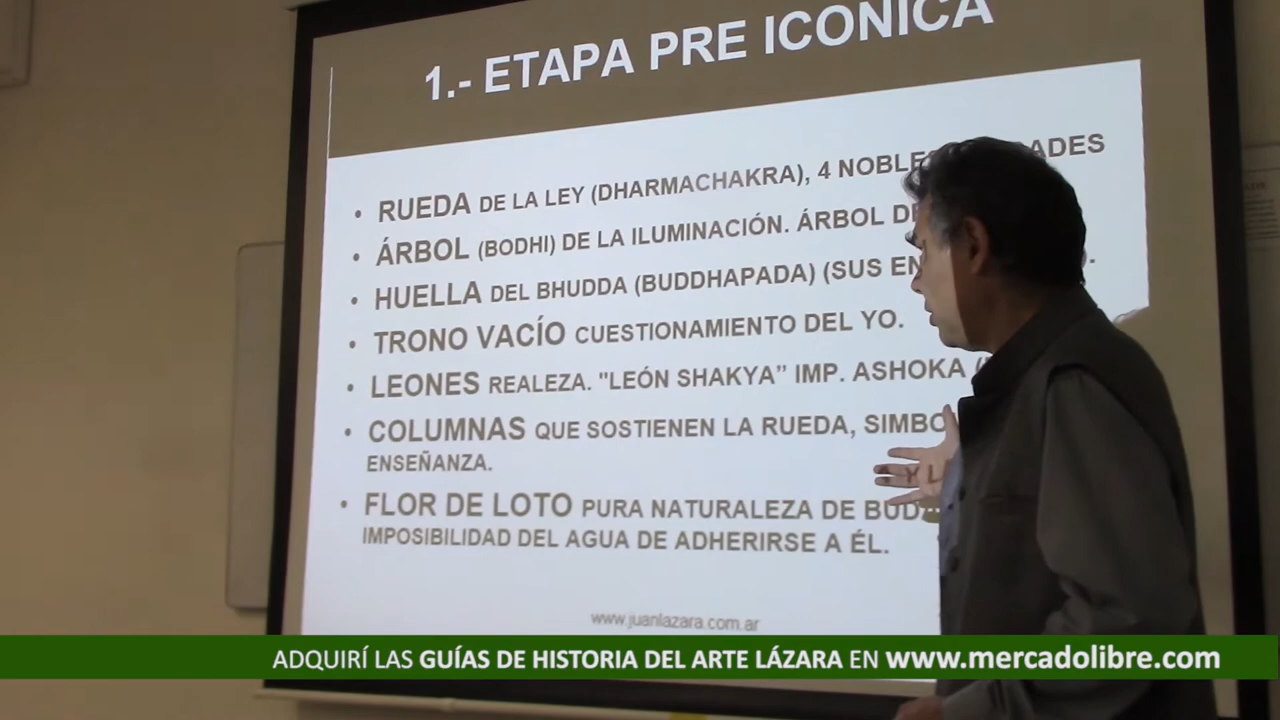 1.- ETAPA PRE ICONICA
• RUEDA DE LA LEY (DHARMACHAKRA), 4 NOBLES
• ÁRBOL (BODHI) DE LA ILUMINACIÓN. ÁRBOL
• HUELLA DEL BHUDDA (BUDDHAPADA) (SUS
• TRONO VACÍO CUESTIONAMIENTO DEL YO.
• LEONES REALEZA. "LEÓN SHAKYA” IMP. ASHOKA
• COLUMNAS QUE SOSTIENEN LA RUEDA,
ENSEÑANZA.
• FLOR DE LOTO PURA NATURALEZA DE BUDA
IMPOSIBILIDAD DEL AGUA DE ADHERIRSE A ÉL.
www.juanlazara.com.ar
ADQUIRÍ LAS GUÍAS DE HISTORIA DEL ARTE LÁZARA EN www.mercadolibre.com